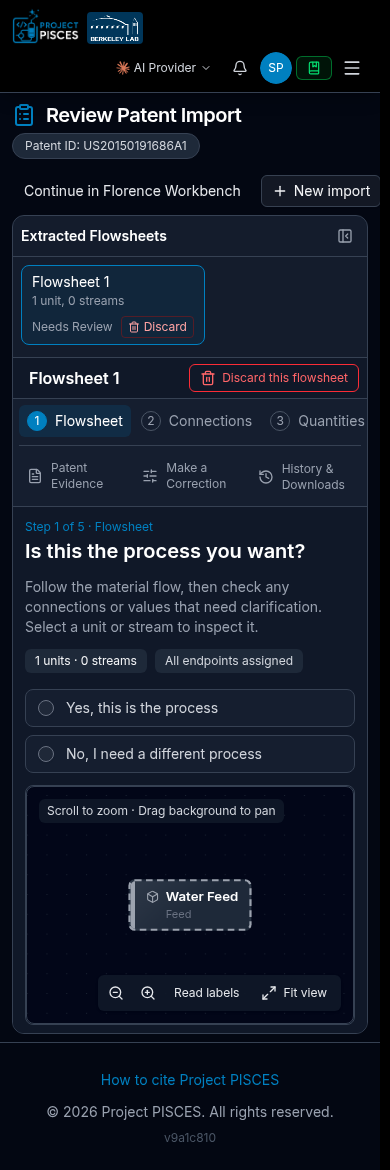 PROJECT
PISCES
BERKELEY LAB
AI Provider
SP
Review Patent Import
Patent ID: US20150191686A1
Continue in Florence Workbench
New import
Extracted Flowsheets
Flowsheet 1
1 unit, 0 streams
Needs Review
Discard
Flowsheet 1
Discard this flowsheet
1 Flowsheet
2 Connections
3 Quantities
Patent
Evidence
Make a
Correction
History &
Downloads
Step 1 of 5 · Flowsheet
Is this the process you want?
Follow the material flow, then check any
connections or values that need clarification.
Select a unit or stream to inspect it.
1 units · 0 streams
All endpoints assigned
Yes, this is the process
No, I need a different process
Scroll to zoom · Drag background to pan
Water Feed
Feed
Read labels
Fit view
How to cite Project PISCES
© 2026 Project PISCES. All rights reserved.
v9a1c810